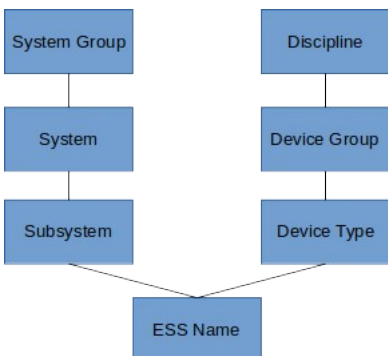 System Group
Discipline
System
Device Group
Subsystem
Device Type
ESS Name